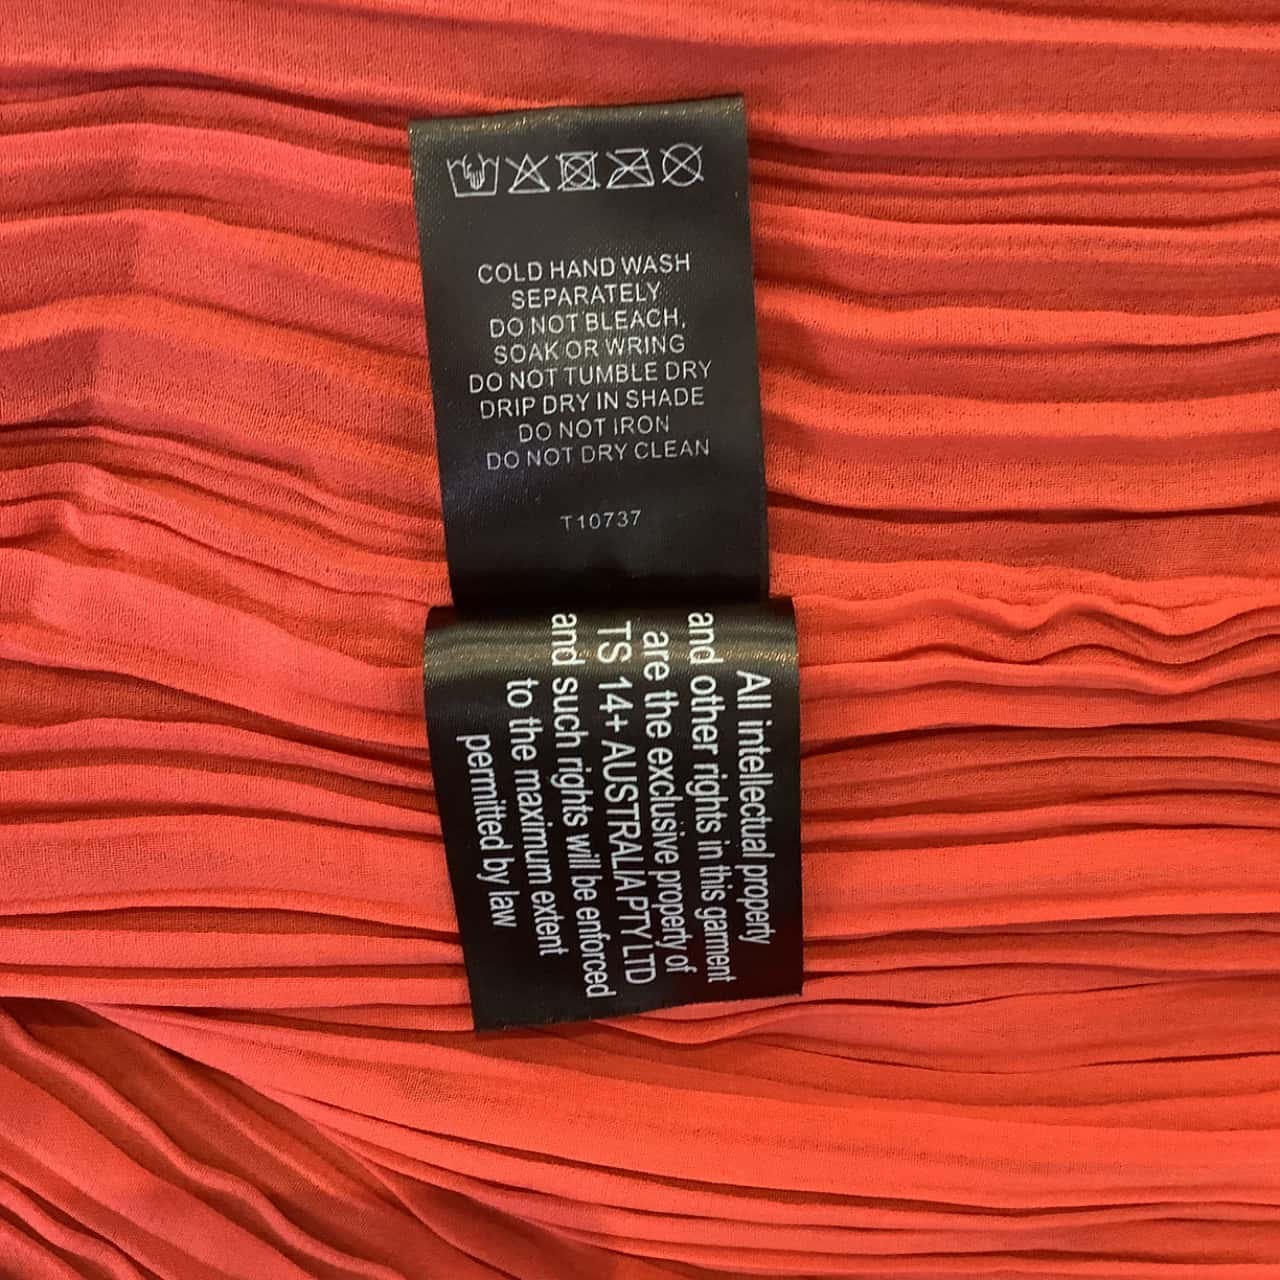 COLD HAND WASH
SEPARATELY
DO NOT BLEACH,
SOAK OR WRING
DO NOT TUMBLE DRY
DRIP DRY IN SHADE
DO NOT IRON
DO NOT DRY CLEAN
T10737
All intellectual property
and other rights in this garment
are the exclusive property of
TS 14+ AUSTRALIA PTY LTD
and such rights will be enforced
to the maximum extent
permitted by law